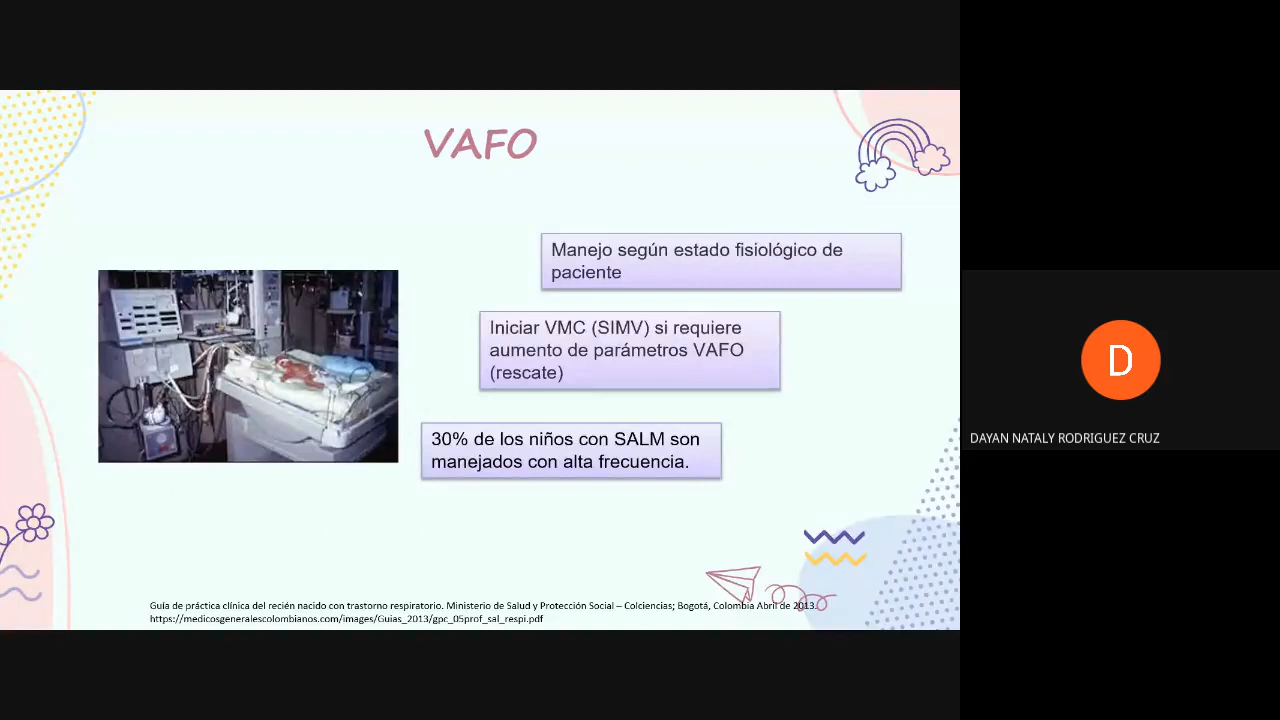 VAFO
Manejo según estado fisiológico de
paciente
Iniciar VMC (SIMV) si requiere
aumento de parámetros VAFO
(rescate)
30% de los niños con SALM son
manejados con alta frecuencia.
Guía de práctica clínica del recién nacido con trastorno respiratorio. Ministerio de Salud y Protección Social – Colciencias; Bogotá, Colombia Abril de 2013.
https://medicosgeneralescolombianos.com/images/Guias_2013/gpc_05prof_sal_respi.pdf
D
DAYAN NATALY RODRIGUEZ CRUZ